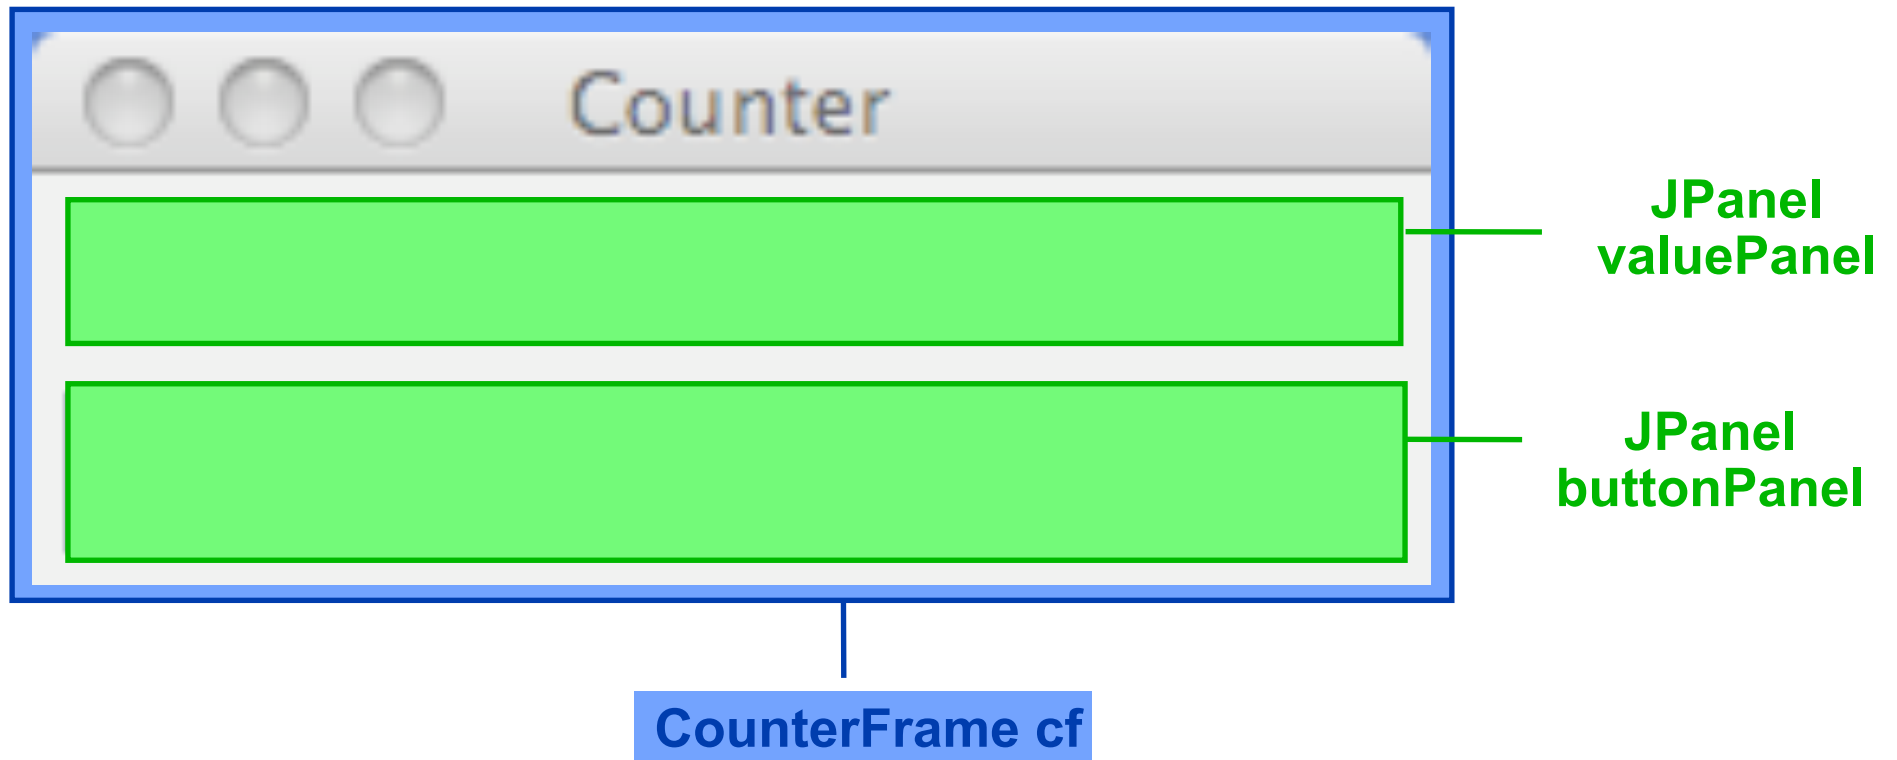 Counter
JPanel
valuePanel
JPanel
buttonPanel
CounterFrame cf